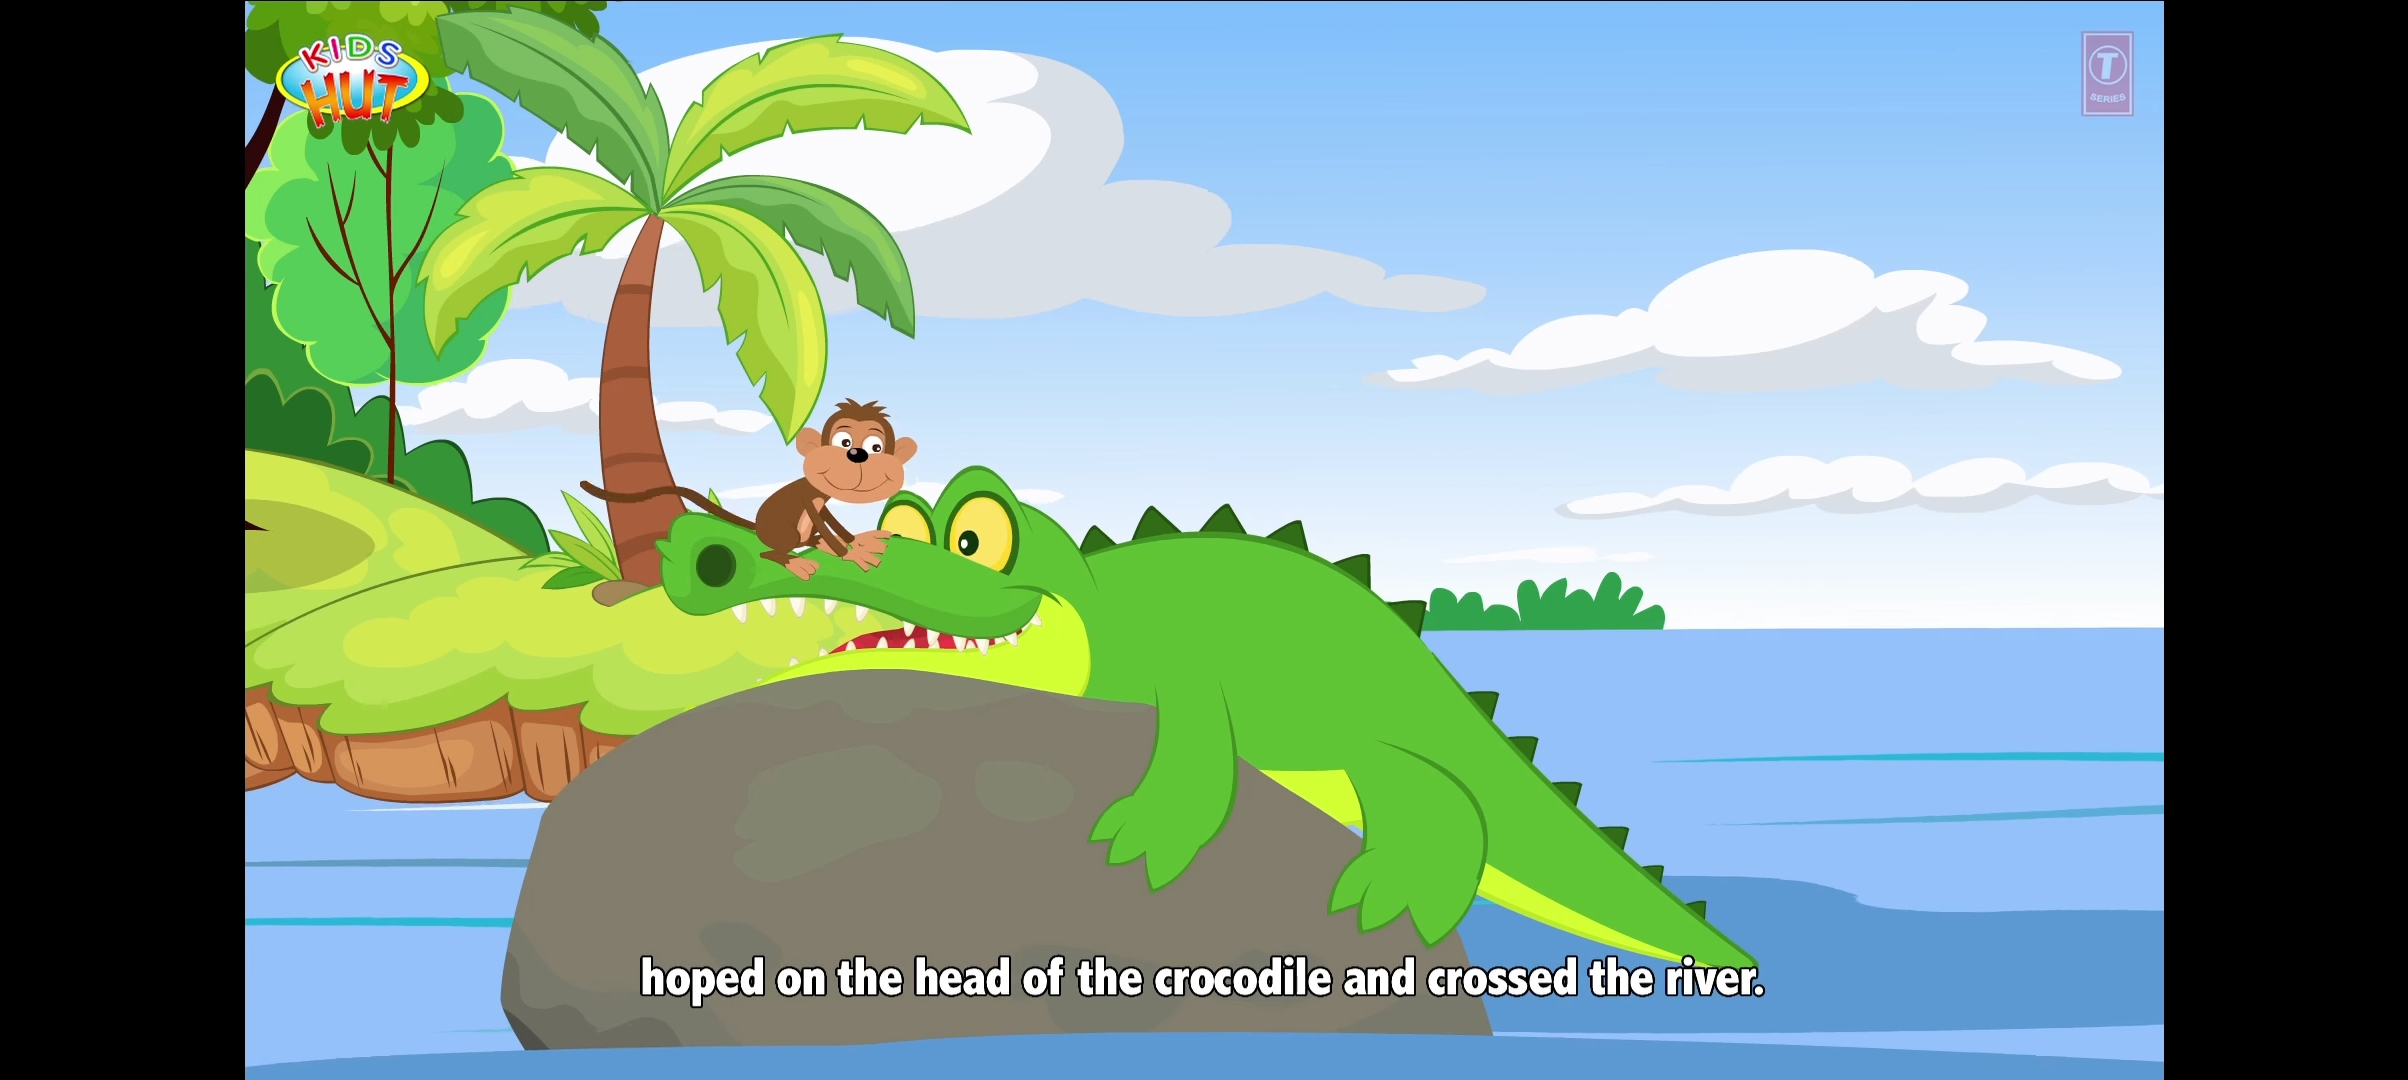 KIDS
HUT
T
SERIES
hoped on the head of the crocodile and crossed the river.